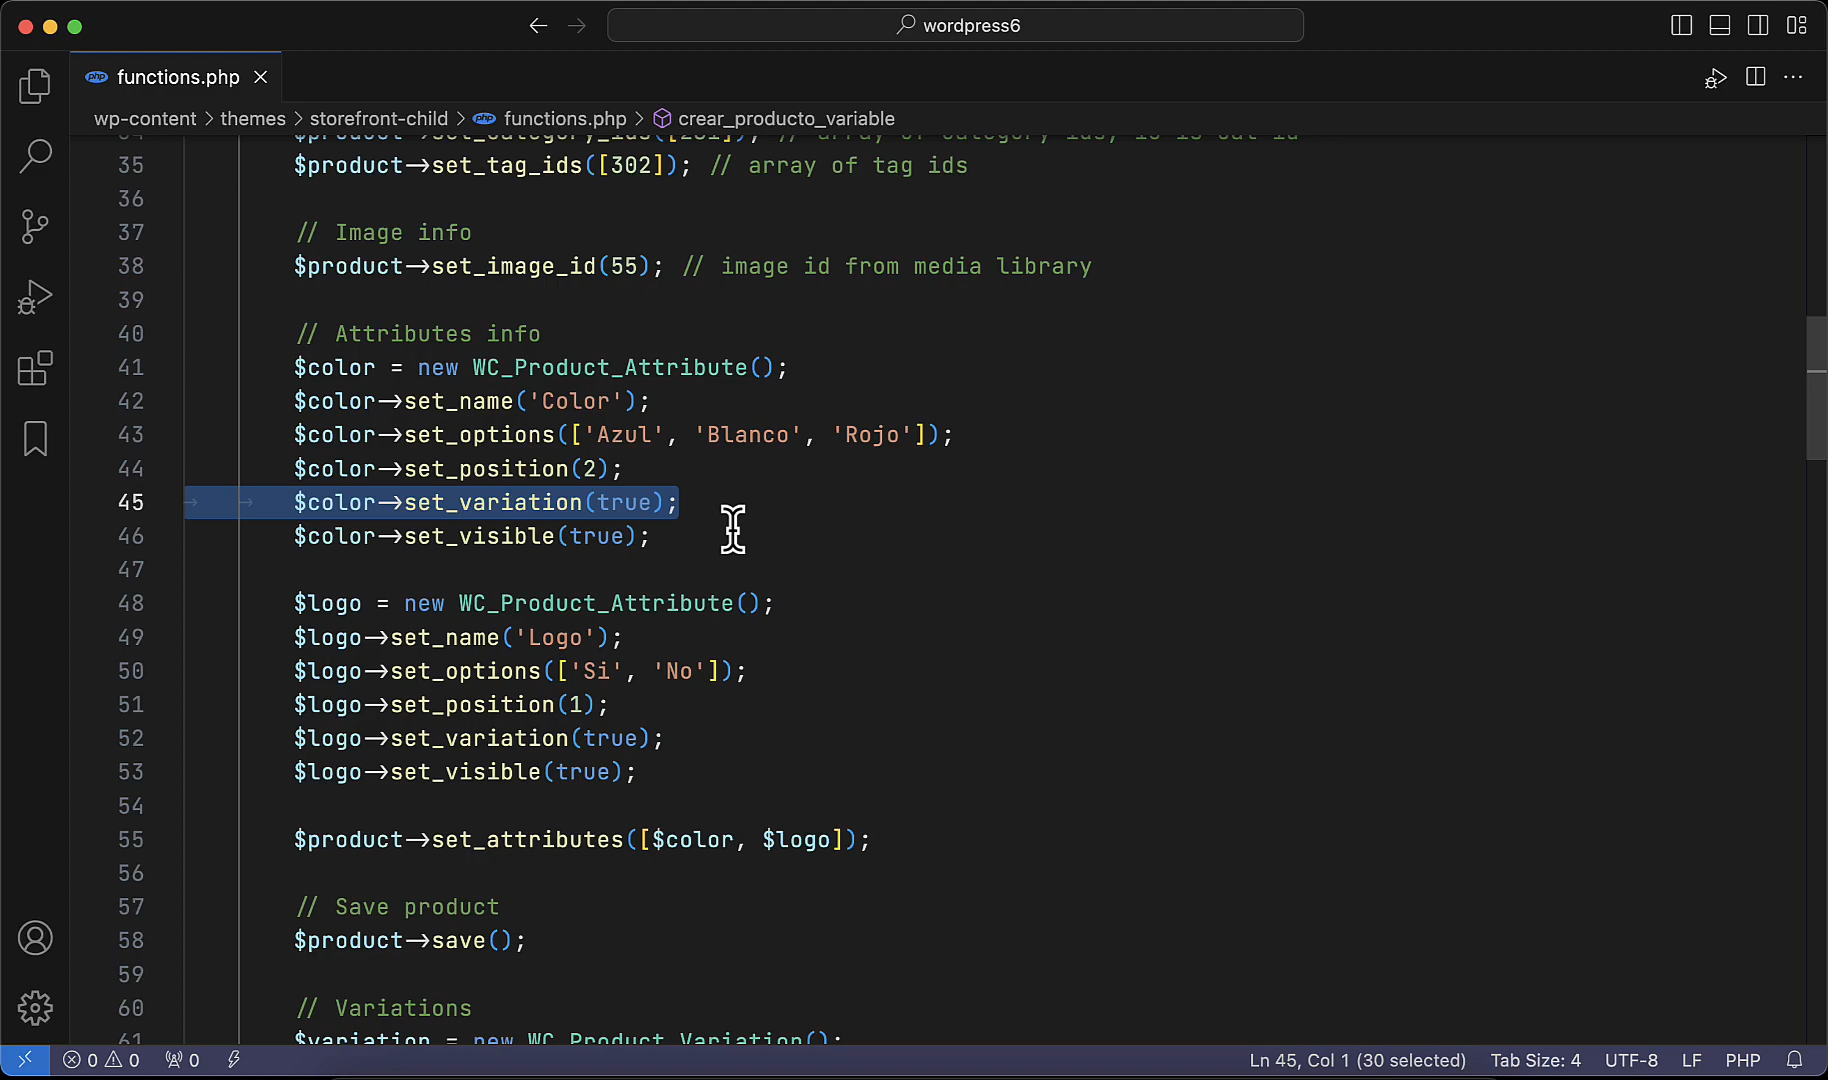 wordpress6
functions.php
wp-content > themes > storefront-child > functions.php > crear_producto_variable
35 $product->set_tag_ids([302]); // array of tag ids
36
37 // Image info
38 $product->set_image_id(55); // image id from media library
39
40 // Attributes info
41 $color = new WC_Product_Attribute();
42 $color->set_name('Color');
43 $color->set_options(['Azul', 'Blanco', 'Rojo']);
44 $color->set_position(2);
45 $color->set_variation(true);
46 $color->set_visible(true);
47
48 $logo = new WC_Product_Attribute();
49 $logo->set_name('Logo');
50 $logo->set_options(['Si', 'No']);
51 $logo->set_position(1);
52 $logo->set_variation(true);
53 $logo->set_visible(true);
54
55 $product->set_attributes([$color, $logo]);
56
57 // Save product
58 $product->save();
59
60 // Variations
61 $variation = new WC_Product_Variation();
0 0 0 Ln 45, Col 1 (30 selected) Tab Size: 4 UTF-8 LF PHP